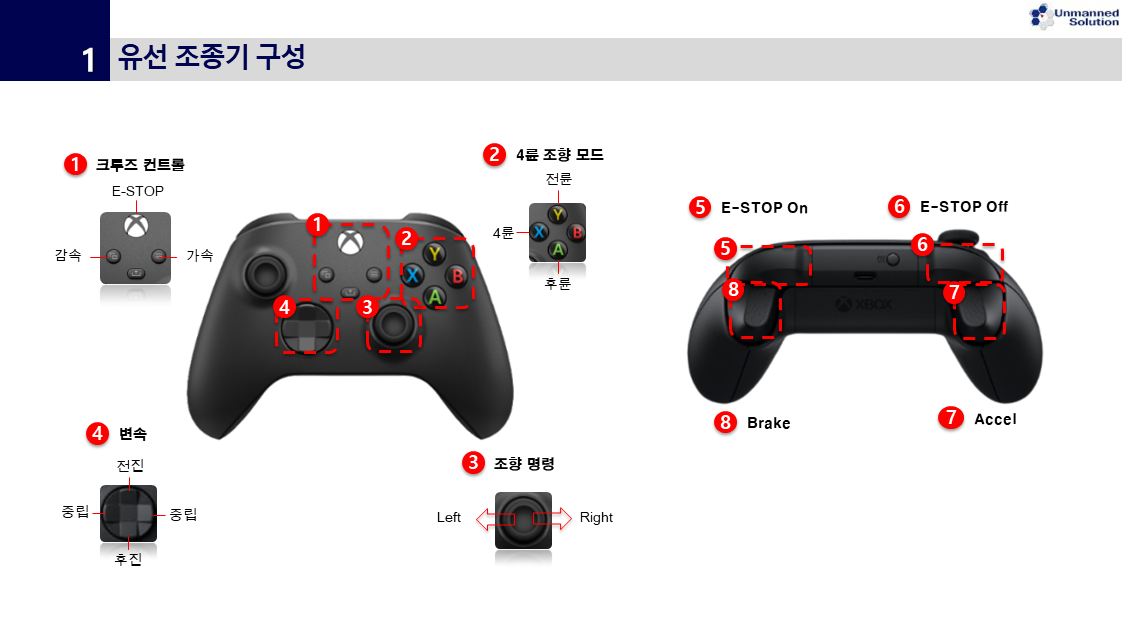 Unmanned
Solution
1 유선 조종기 구성
1 크루즈 컨트롤
E-STOP
감속
가속
2 4륜 조향 모드
전륜
4륜
후륜
Y
X
B
A
1
2
Y
X
B
A
4
3
5 E-STOP On
6 E-STOP Off
5
6
8
7
XBOX
8 Brake
7 Accel
4 변속
전진
중립
중립
후진
3 조향 명령
Left
Right